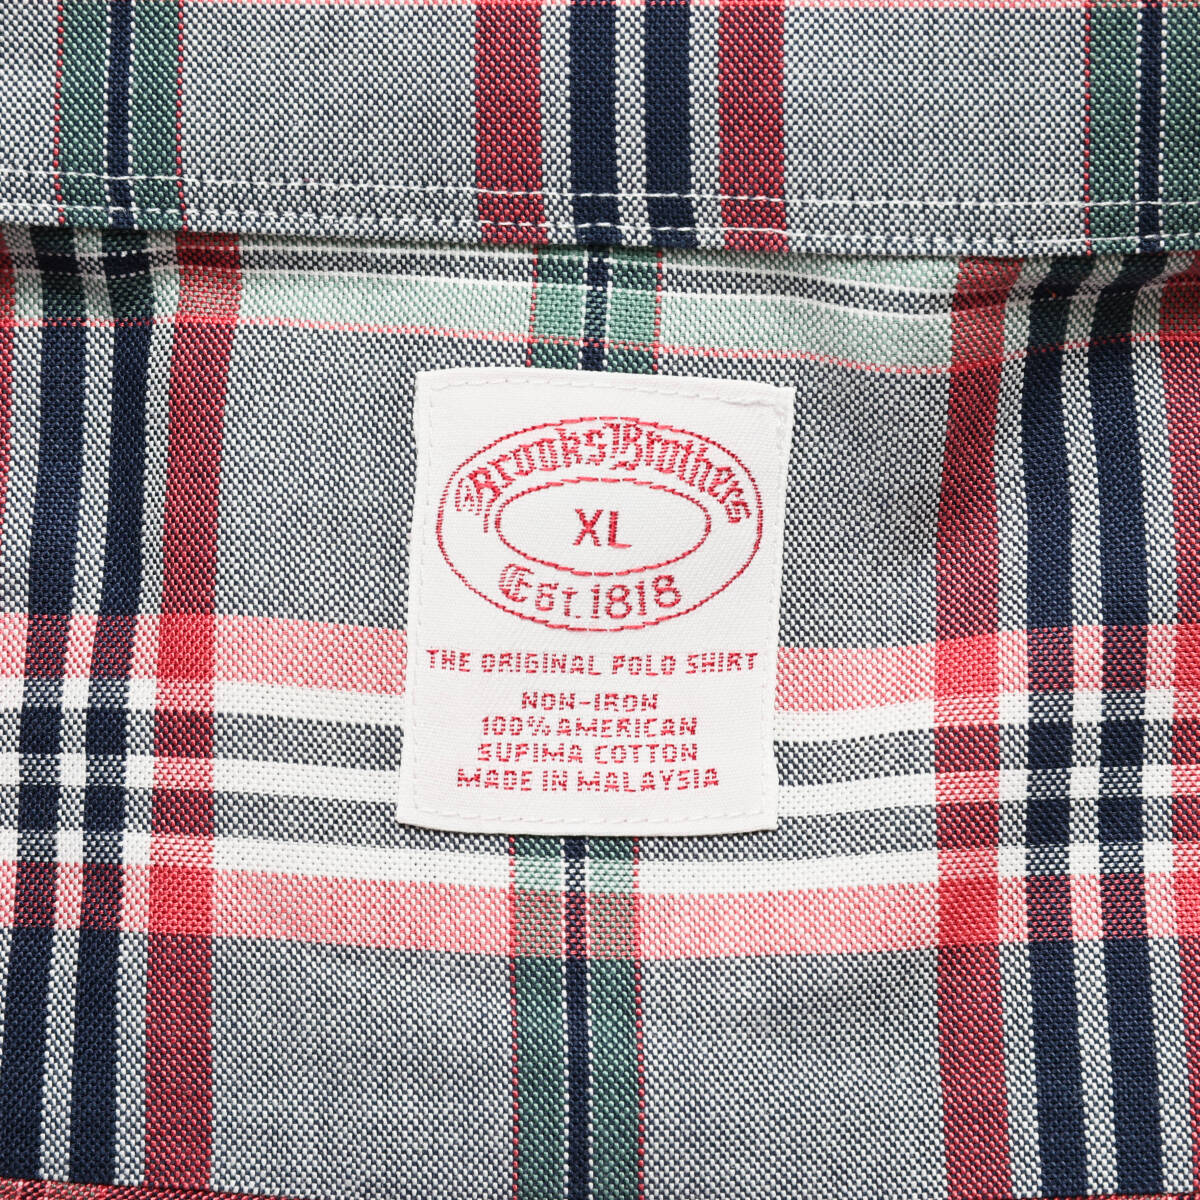 Brooks Brothers
XL
Est. 1818
THE ORIGINAL POLO SHIRT
NON-IRON
100% AMERICAN
SUPIMA COTTON
MADE IN MALAYSIA